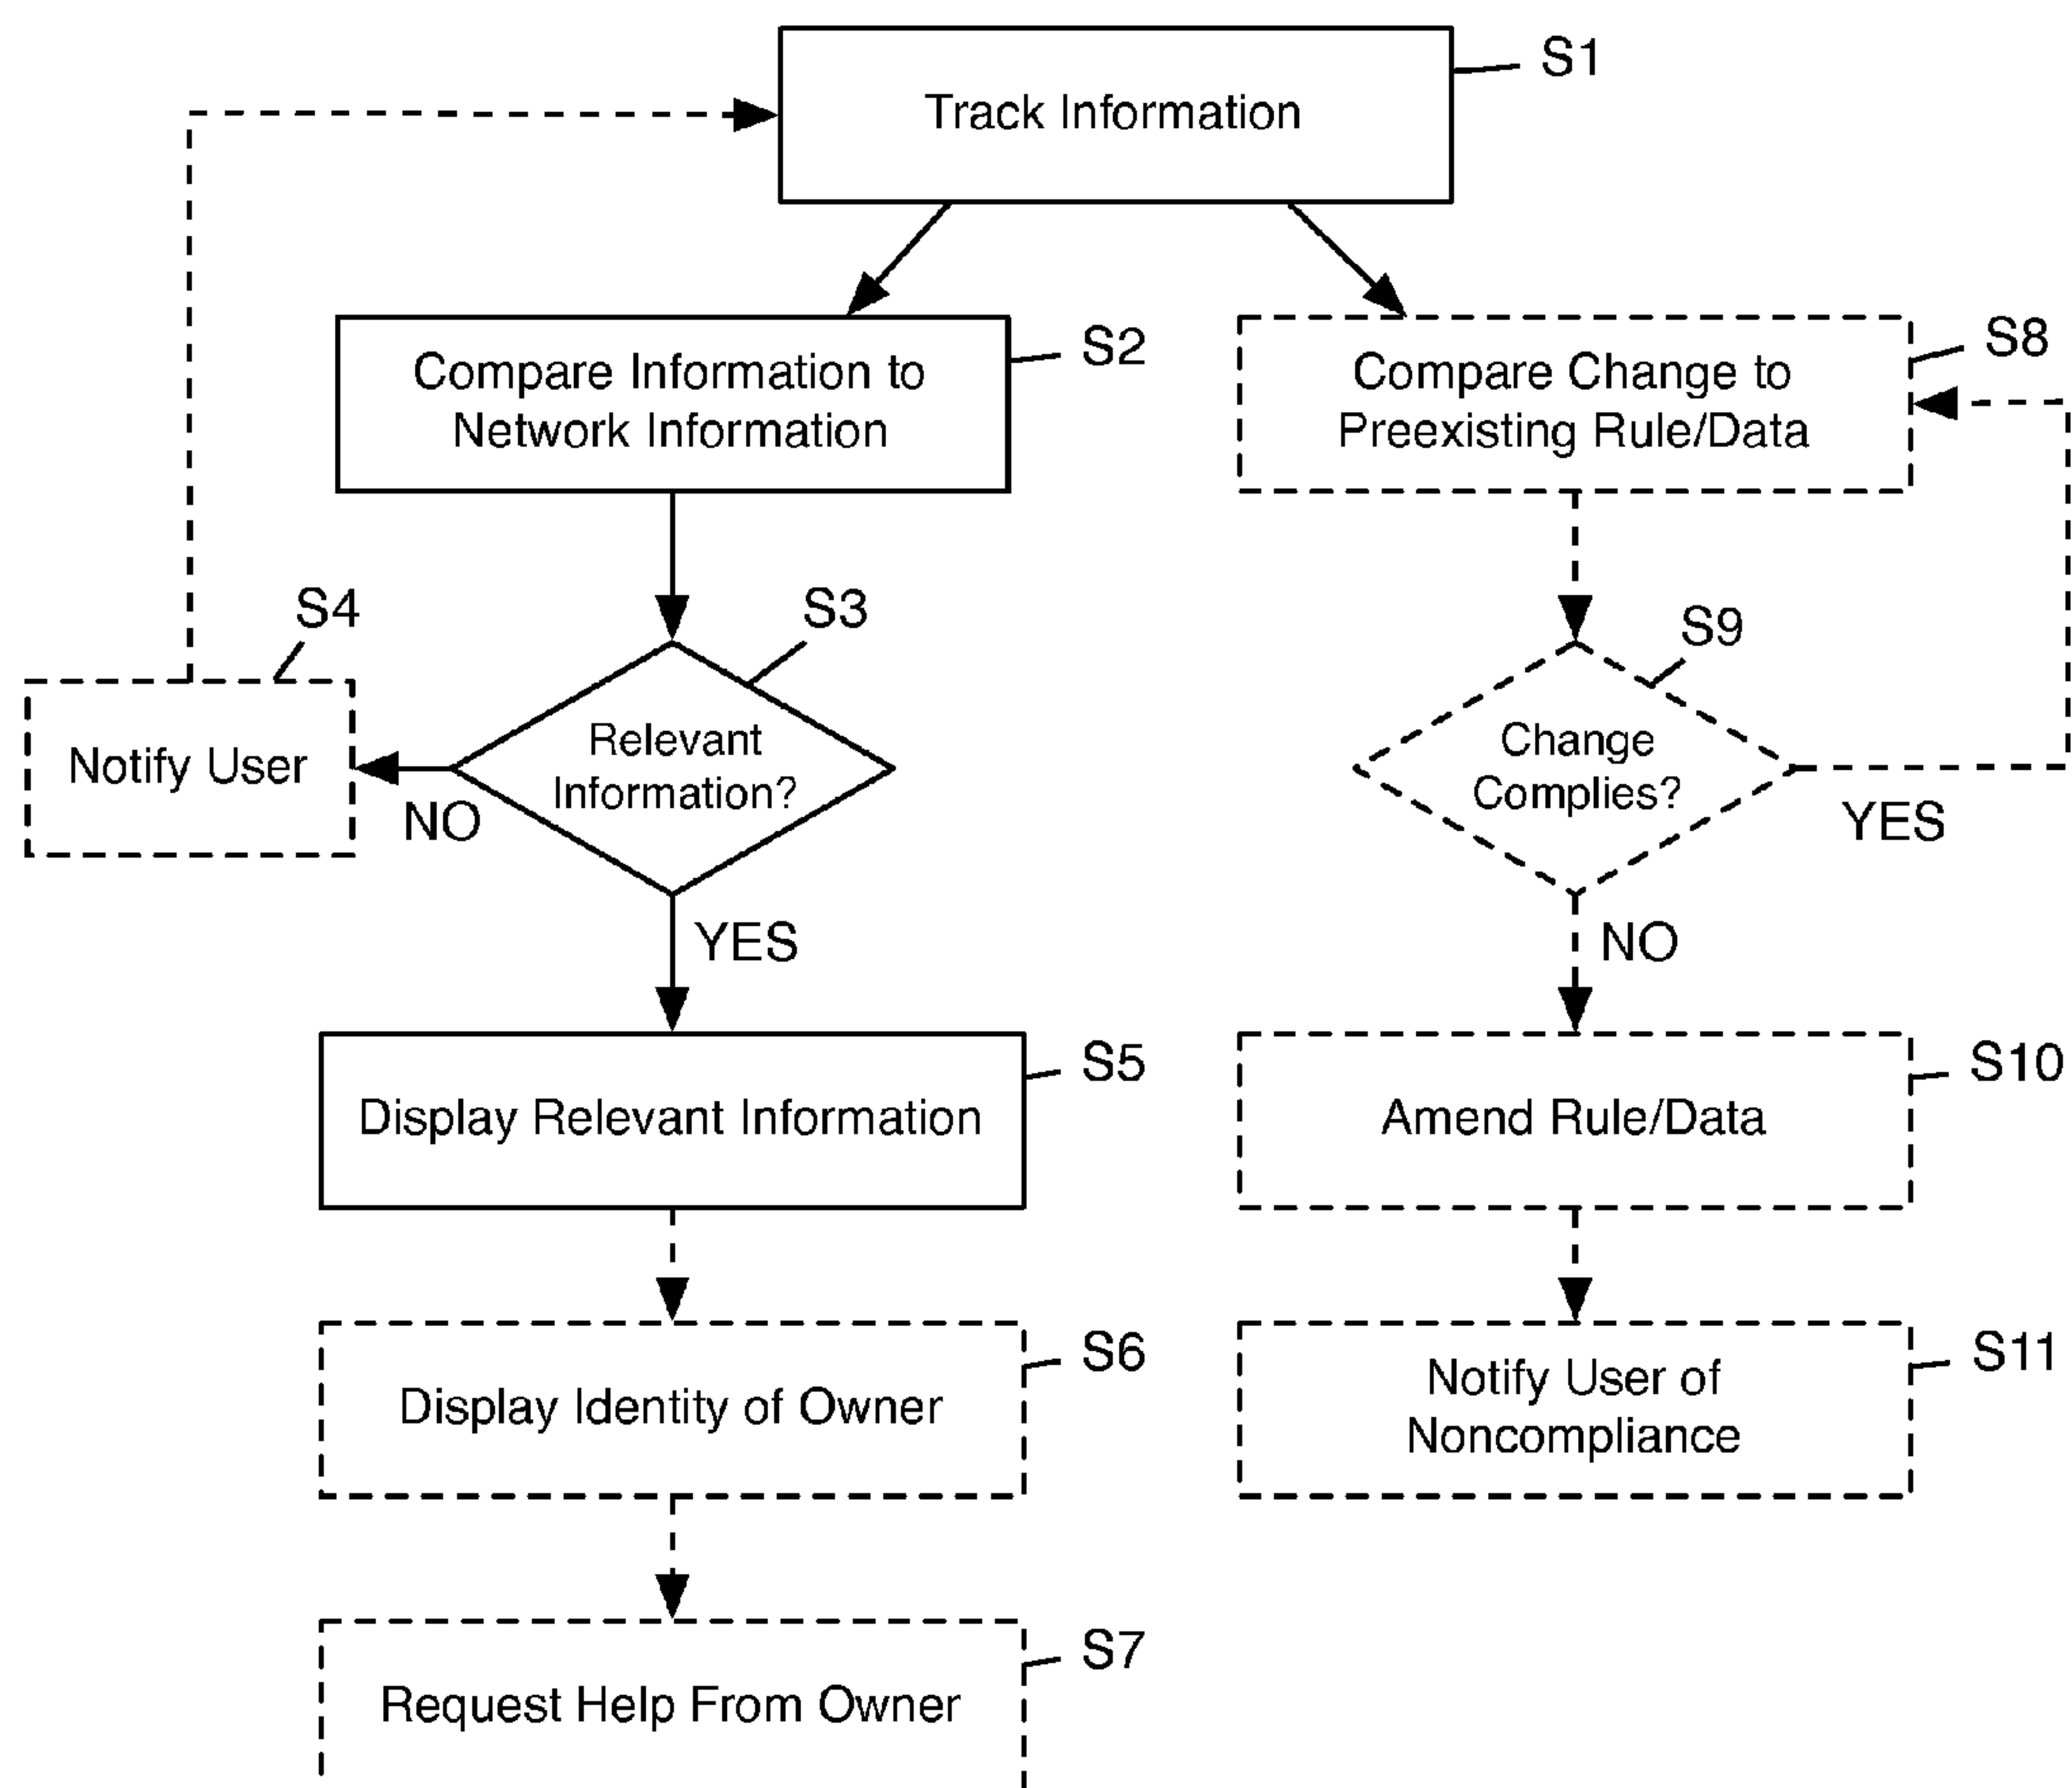 S1
Track Information
S2
Compare Information to
Network Information
S8
Compare Change to
Preexisting Rule/Data
S4
Notify User
S3
Relevant
Information?
NO
YES
S9
Change
Complies?
YES
NO
S5
Display Relevant Information
S10
Amend Rule/Data
S6
Display Identity of Owner
S11
Notify User of
Noncompliance
S7
Request Help From Owner